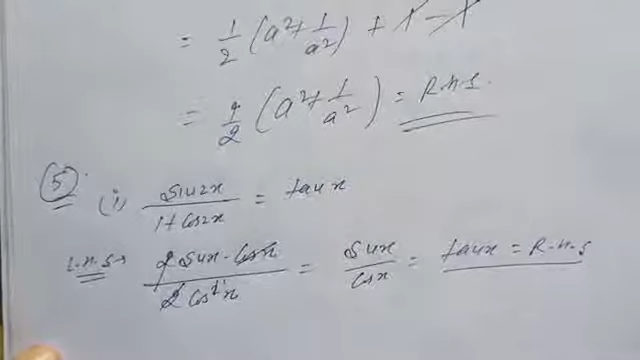 = 1/2 (a² + 1/a²) + 1 - 1
= 1/2 (a² + 1/a²) = R.H.S.
(5) (i) sin2x / 1 + cos2x = tan x
L.H.S → 2 sinx · cosx / 2 cos²x = sinx / cosx = tanx = R.H.S